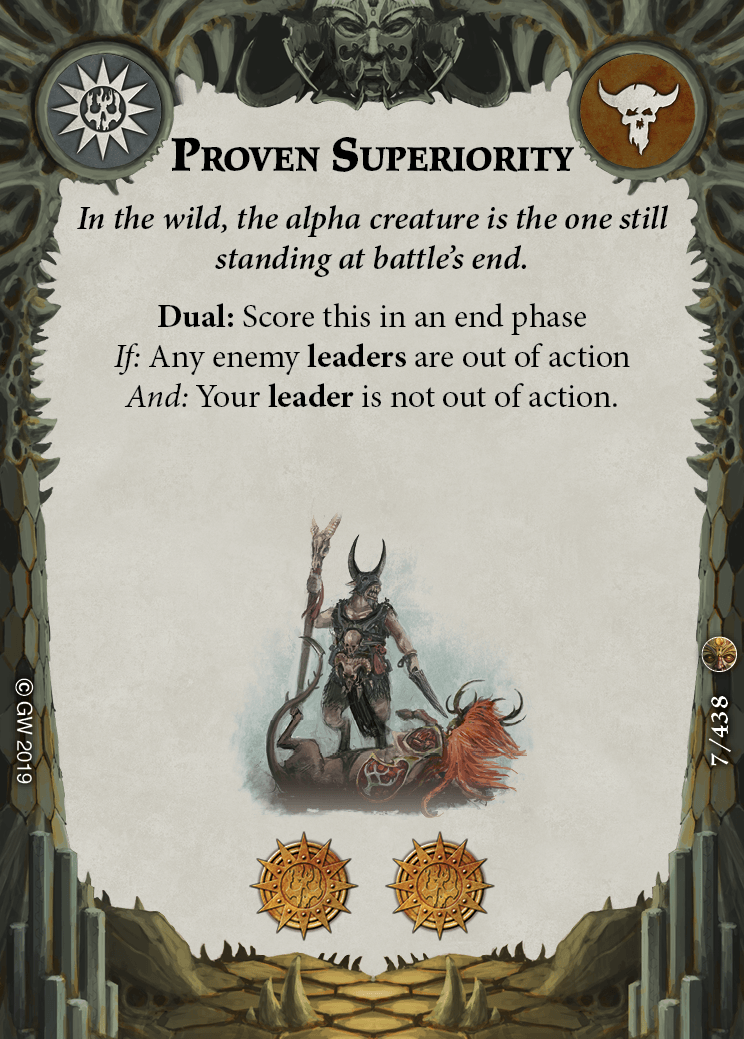 Proven Superiority
In the wild, the alpha creature is the one still
standing at battle's end.
Dual: Score this in an end phase
If: Any enemy leaders are out of action
And: Your leader is not out of action.
© GW 2019
7/438